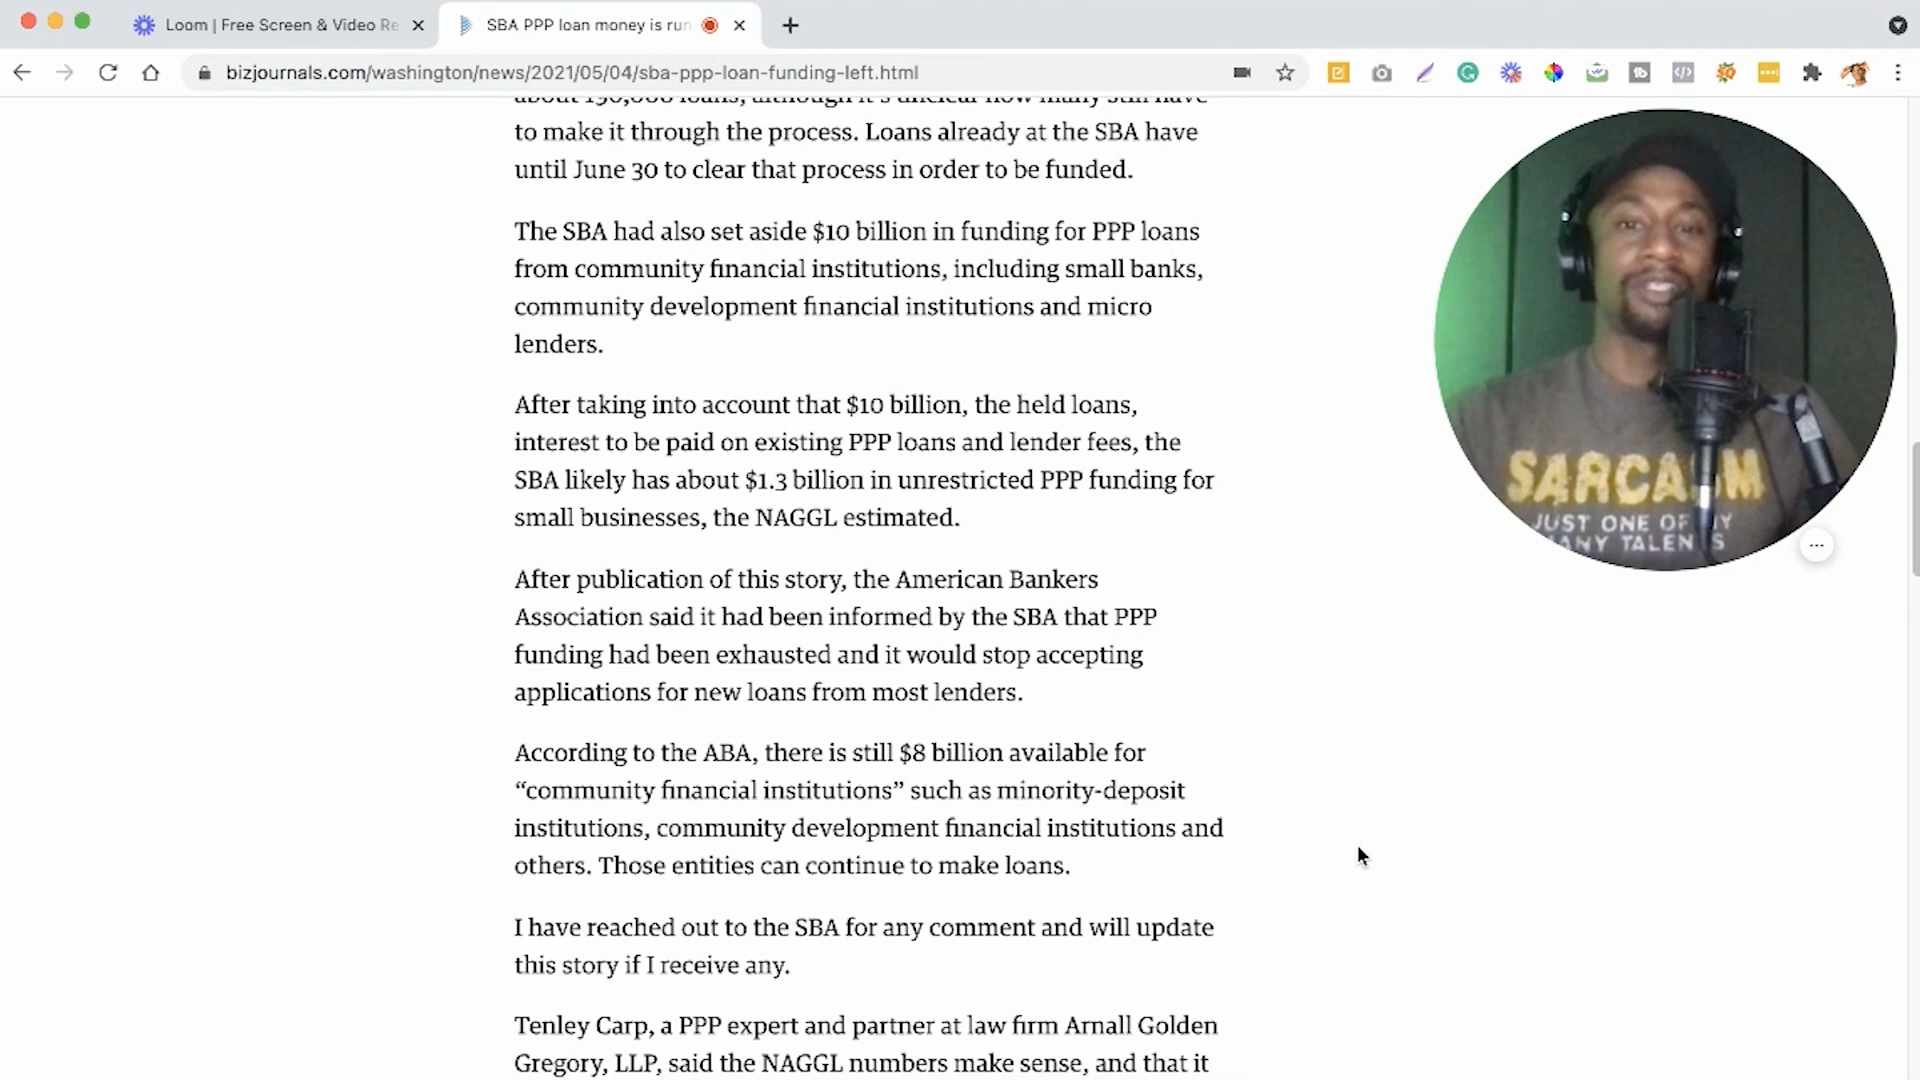 Loom | Free Screen & Video Re
SBA PPP loan money is run
bizjournals.com/washington/news/2021/05/04/sba-ppp-loan-funding-left.html
about 190,000 loans, although it's unclear how many still have
to make it through the process. Loans already at the SBA have
until June 30 to clear that process in order to be funded.
The SBA had also set aside $10 billion in funding for PPP loans
from community financial institutions, including small banks,
community development financial institutions and micro
lenders.
After taking into account that $10 billion, the held loans,
interest to be paid on existing PPP loans and lender fees, the
SBA likely has about $1.3 billion in unrestricted PPP funding for
small businesses, the NAGGL estimated.
After publication of this story, the American Bankers
Association said it had been informed by the SBA that PPP
funding had been exhausted and it would stop accepting
applications for new loans from most lenders.
According to the ABA, there is still $8 billion available for
“community financial institutions” such as minority-deposit
institutions, community development financial institutions and
others. Those entities can continue to make loans.
I have reached out to the SBA for any comment and will update
this story if I receive any.
Tenley Carp, a PPP expert and partner at law firm Arnall Golden
Gregory, LLP, said the NAGGL numbers make sense, and that it
SARCASM
JUST ONE OF MY
MANY TALENTS